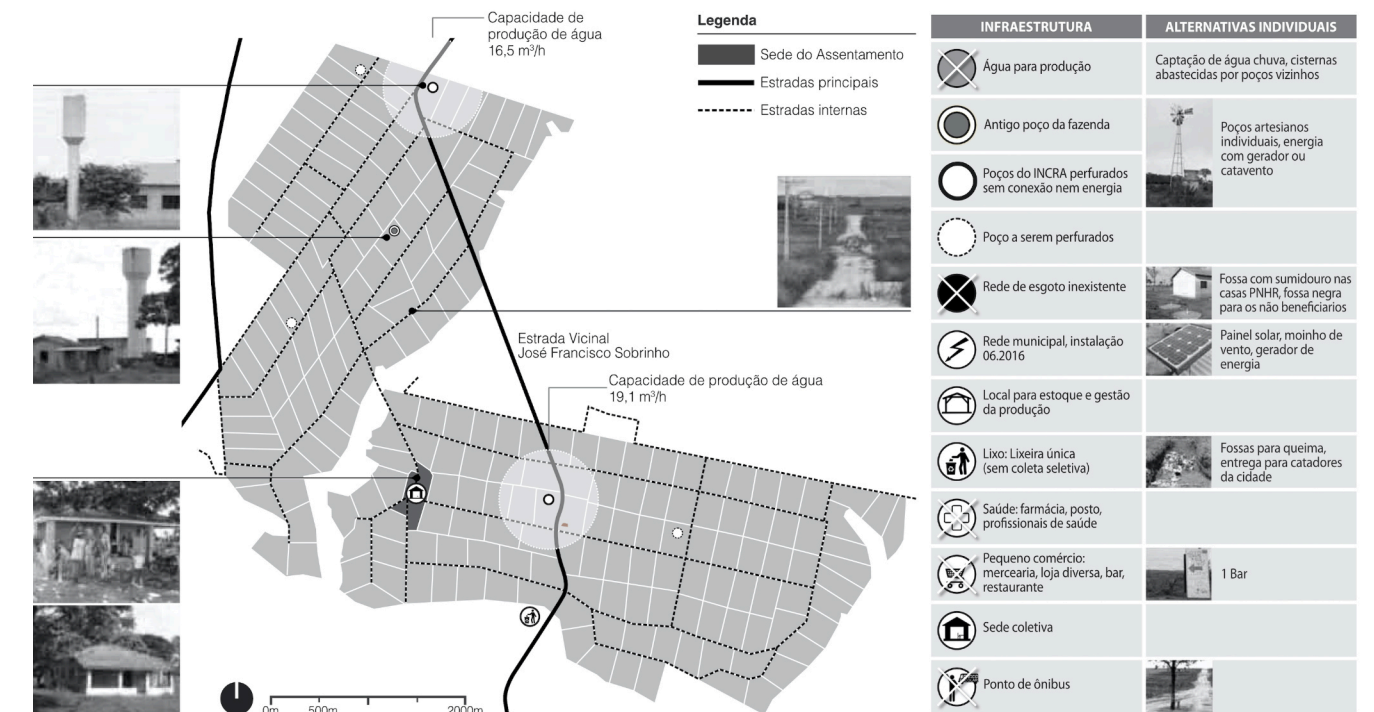 Capacidade de
produção de água
16,5 m³/h
Legenda
Sede do Assentamento
Estradas principais
Estradas internas
Estrada Vicinal
José Francisco Sobrinho
Capacidade de produção de água
19,1 m³/h
0m
500m
2000m
INFRAESTRUTURA
ALTERNATIVAS INDIVIDUAIS
Água para produção
Captação de água chuva, cisternas
abastecidas por poços vizinhos
Antigo poço da fazenda
Poços do INCRA perfurados
sem conexão nem energia
Poços artesianos
individuais, energia
com gerador ou
catavento
Poço a serem perfurados
Rede de esgoto inexistente
Fossa com sumidouro nas
casas PNHR, fossa negra
para os não beneficiarios
Rede municipal, instalação
06.2016
Painel solar, moinho de
vento, gerador de
energia
Local para estoque e gestão
da produção
Lixo: Lixeira única
(sem coleta seletiva)
Fossas para queima,
entrega para catadores
da cidade
Saúde: farmácia, posto,
profissionais de saúde
Pequeno comércio:
mercearia, loja diversa, bar,
restaurante
1 Bar
Sede coletiva
Ponto de ônibus